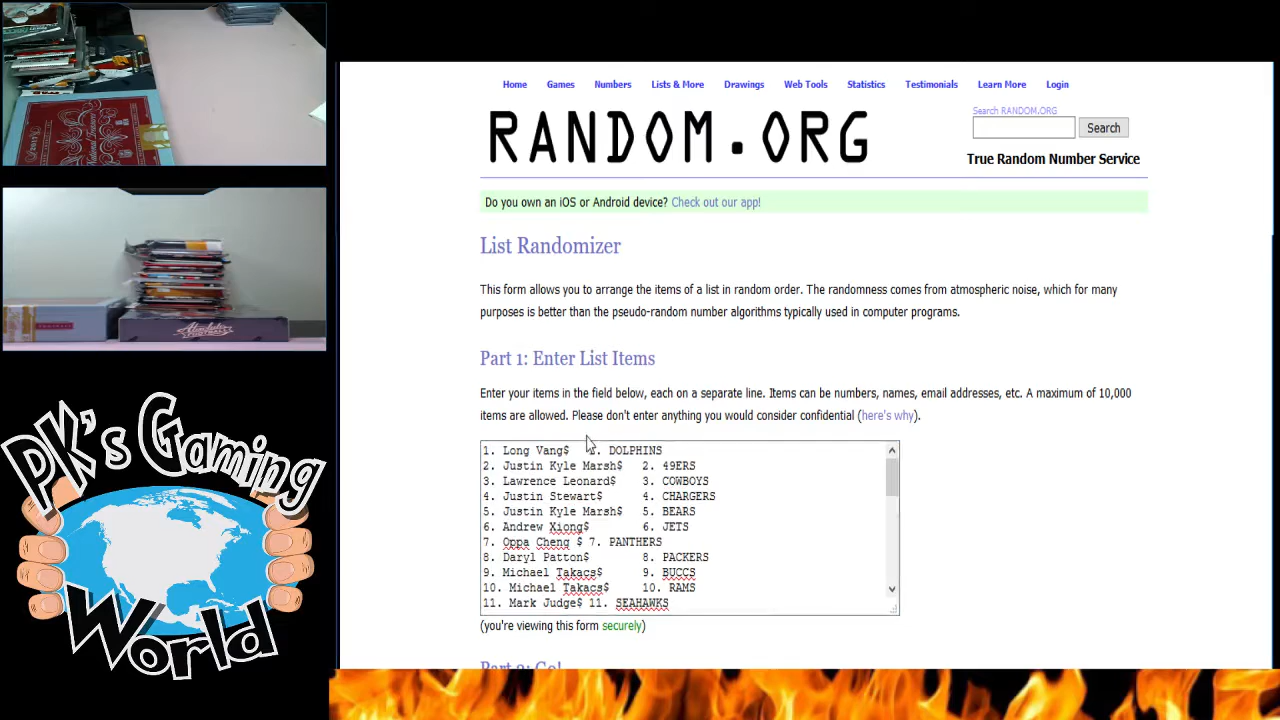 Home Games Numbers Lists & More Drawings Web Tools Statistics Testimonials Learn More Login
RANDOM.ORG
Search RANDOM.ORG
Search
True Random Number Service
Do you own an iOS or Android device? Check out our app!
List Randomizer
This form allows you to arrange the items of a list in random order. The randomness comes from atmospheric noise, which for many
purposes is better than the pseudo-random number algorithms typically used in computer programs.
Part 1: Enter List Items
Enter your items in the field below, each on a separate line. Items can be numbers, names, email addresses, etc. A maximum of 10,000
items are allowed. Please don't enter anything you would consider confidential (here's why).
1. Long Vang$ . DOLPHINS
2. Justin Kyle Marsh$ 2. 49ERS
3. Lawrence Leonard$ 3. COWBOYS
4. Justin Stewart$ 4. CHARGERS
5. Justin Kyle Marsh$ 5. BEARS
6. Andrew Xiong$ 6. JETS
7. Oppa Cheng $ 7. PANTHERS
8. Daryl Patton$ 8. PACKERS
9. Michael Takacs$ 9. BUCCS
10. Michael Takacs$ 10. RAMS
11. Mark Judge$ 11. SEAHAWKS
(you're viewing this form securely)
Part 2: Go!
Absolute
PK's Gaming
World